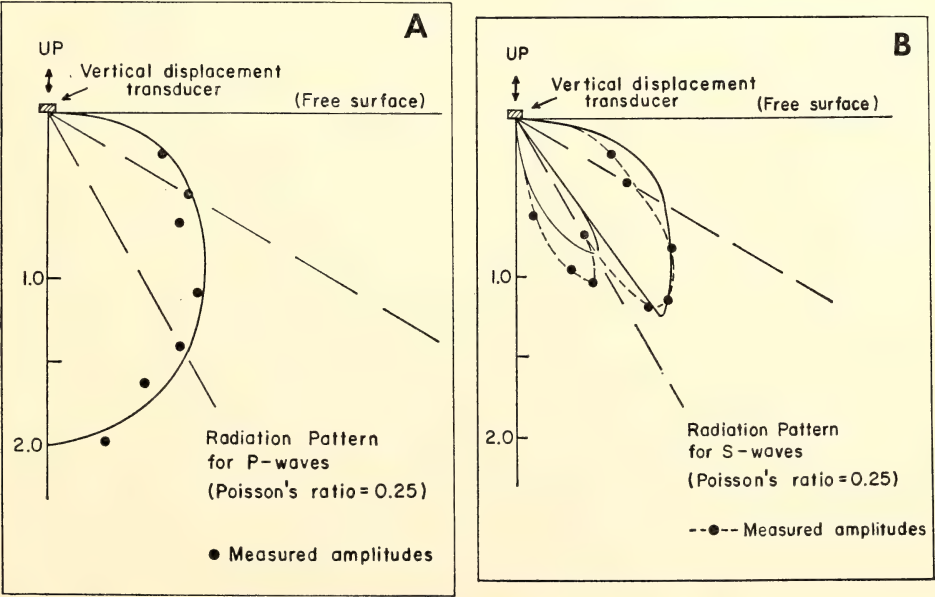 A
UP
Vertical displacement
transducer
(Free surface)
1.0
2.0
Radiation Pattern
for P-waves
(Poisson's ratio = 0.25)
● Measured amplitudes
B
UP
Vertical displacement
transducer
(Free surface)
1.0
2.0
Radiation Pattern
for S-waves
(Poisson's ratio = 0.25)
--●-- Measured amplitudes